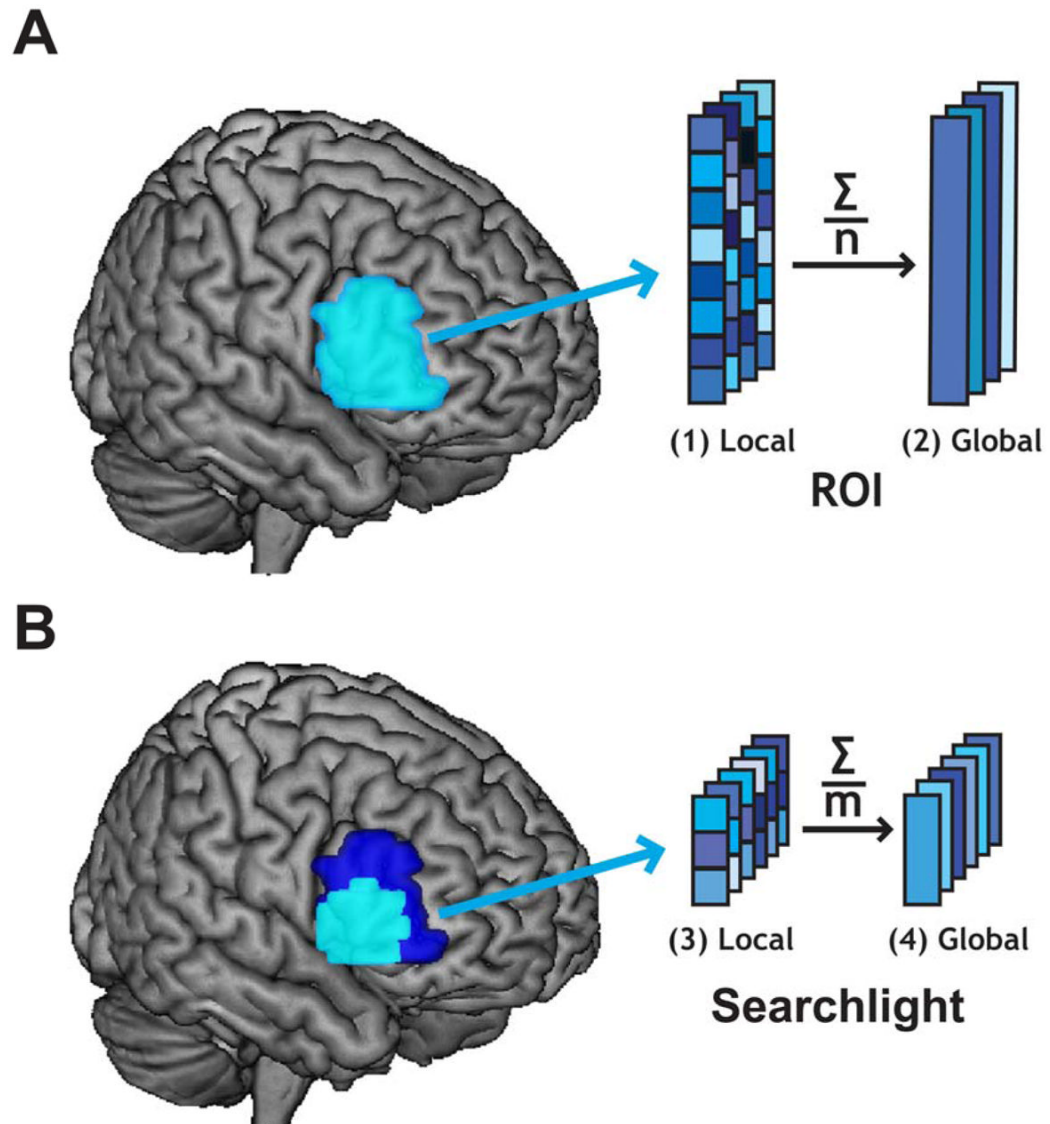 A
Σ
n
(1) Local
(2) Global
ROI
B
Σ
m
(3) Local
(4) Global
Searchlight